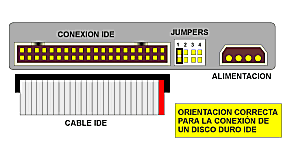 CONEXION IDE
JUMPERS
1 2 3 4
ALIMENTACION
CABLE IDE
ORIENTACION CORRECTA
PARA LA CONEXIÓN DE
UN DISCO DURO IDE